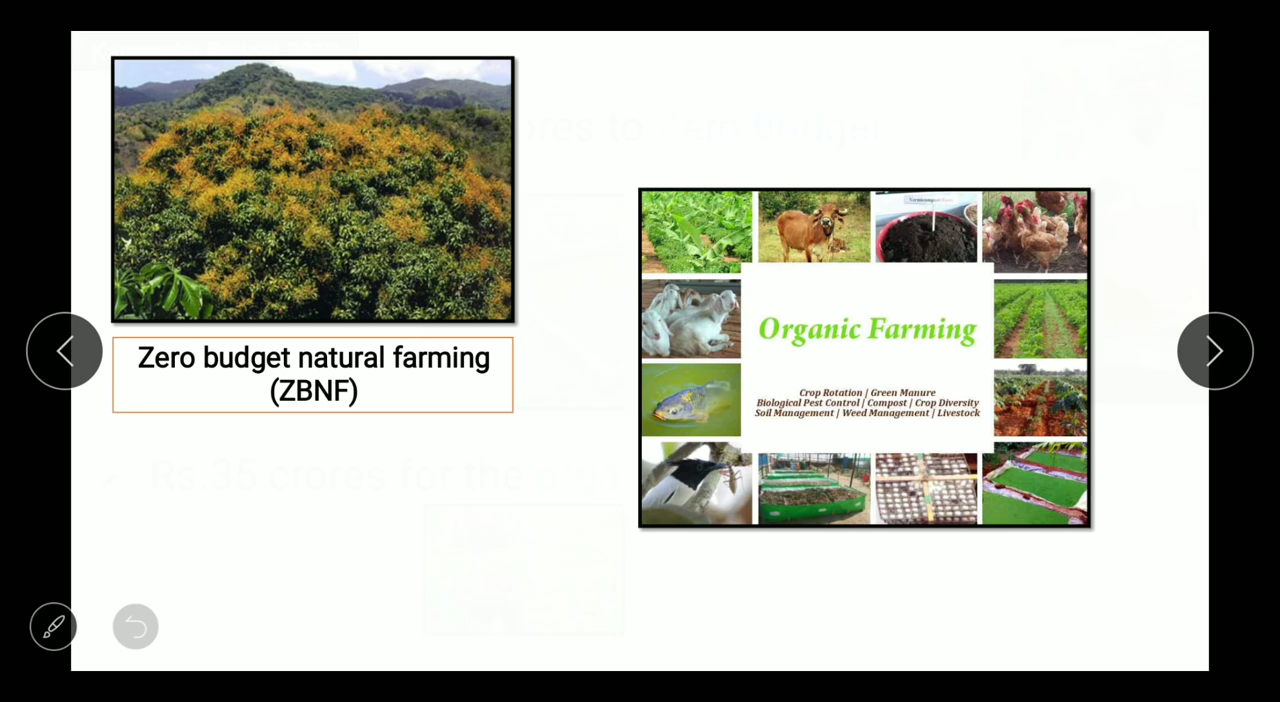 Zero budget natural farming
(ZBNF)
Organic Farming
Crop Rotation | Green Manure
Biological Pest Control | Compost | Crop Diversity
Soil Management | Weed Management | Livestock
Rs.35 crores for the